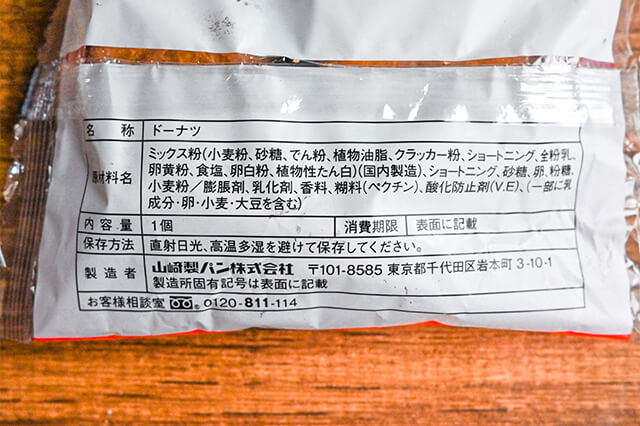 名称 ドーナツ
ミックス粉(小麦粉、砂糖、でん粉、植物油脂、クラッカー粉、ショートニング、全粉乳、
卵黄粉、食塩、卵白粉、植物性たん白)(国内製造)、ショートニング、砂糖、卵、粉糖、
原材料名 小麦粉/膨脹剤、乳化剤、香料、糊料(ペクチン)、酸化防止剤(V.E)、(一部に乳
成分・卵・小麦・大豆を含む)
内容量 1個 消費期限 表面に記載
保存方法 直射日光、高温多湿を避けて保存してください。
製造者 山崎製パン株式会社 〒101-8585 東京都千代田区岩本町3-10-1
製造所固有記号は表面に記載
お客様相談室 0120-811-114